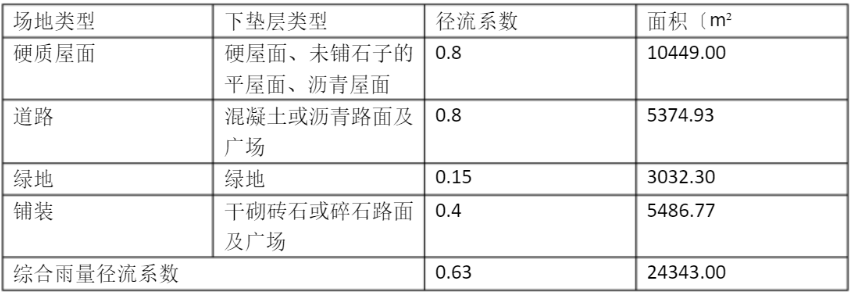 场地类型 下垫层类型 径流系数 面积〔m²
硬质屋面 硬屋面、未铺石子的 0.8 10449.00
平屋面、沥青屋面
道路 混凝土或沥青路面及 0.8 5374.93
广场
绿地 绿地 0.15 3032.30
铺装 干砌砖石或碎石路面 0.4 5486.77
及广场
综合雨量径流系数 0.63 24343.00